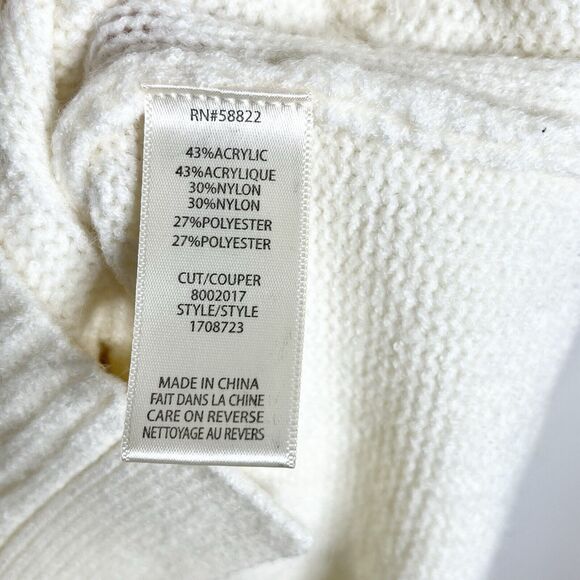 RN#58822
43%ACRYLIC
43%ACRYLIQUE
30%NYLON
30%NYLON
27%POLYESTER
27%POLYESTER
CUT/COUPER
8002017
STYLE/STYLE
1708723
MADE IN CHINA
FAIT DANS LA CHINE
CARE ON REVERSE
NETTOYAGE AU REVERS